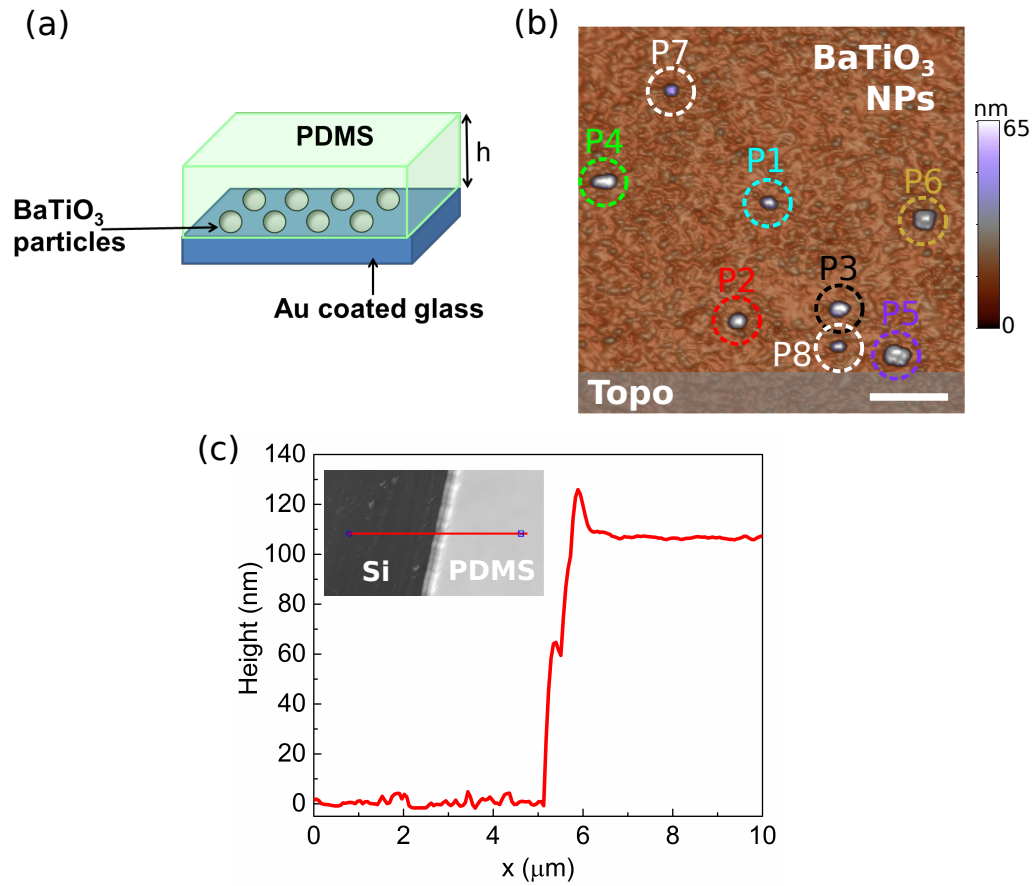 (a)
PDMS
h
BaTiO₃
particles
Au coated glass
(b)
P7
BaTiO₃
NPs
nm
65
P4
P1
P6
P2
P3
P5
P8
0
Topo
(c)
140
120
100
80
60
40
20
0
Height (nm)
Si
PDMS
0
2
4
6
8
10
x (μm)